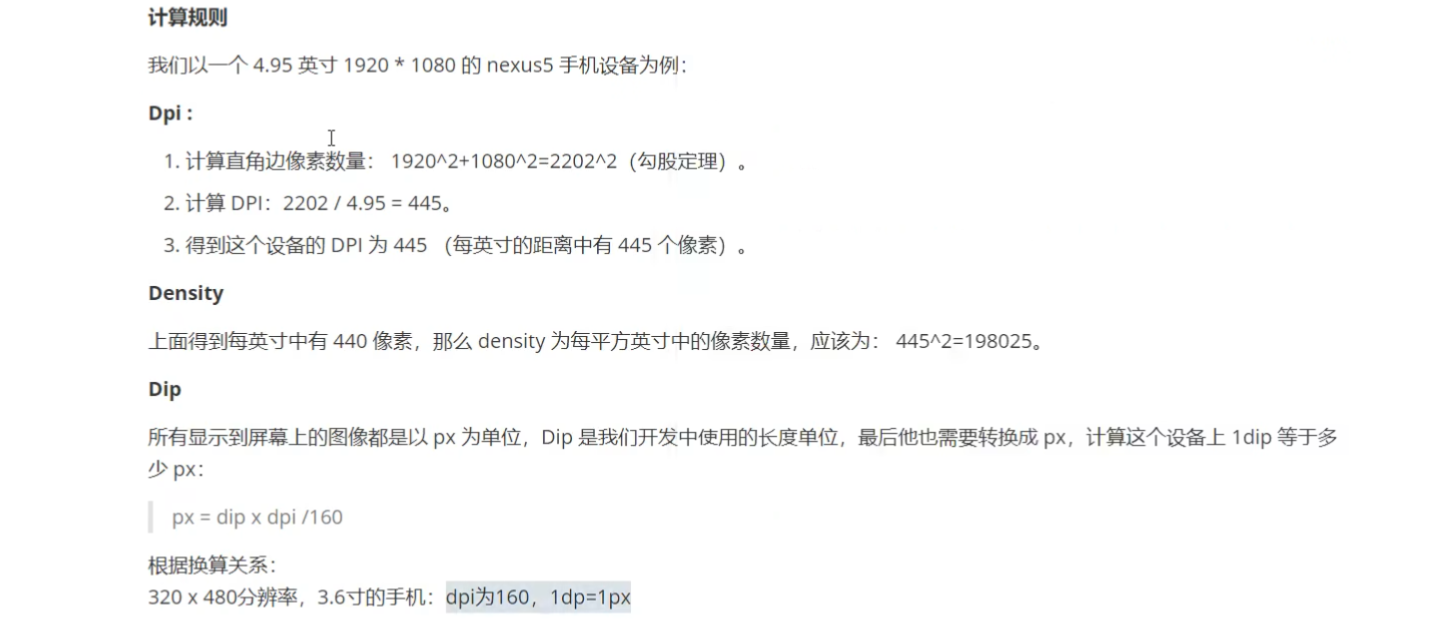 计算规则
我们以一个 4.95 英寸 1920 * 1080 的 nexus5 手机设备为例：
Dpi :
1. 计算直角边像素数量： 1920^2+1080^2=2202^2（勾股定理）。
2. 计算 DPI：2202 / 4.95 = 445。
3. 得到这个设备的 DPI 为 445 （每英寸的距离中有 445 个像素）。
Density
上面得到每英寸中有 440 像素，那么 density 为每平方英寸中的像素数量，应该为： 445^2=198025。
Dip
所有显示到屏幕上的图像都是以 px 为单位，Dip 是我们开发中使用的长度单位，最后他也需要转换成 px，计算这个设备上 1dip 等于多
少 px：
px = dip x dpi /160
根据换算关系：
320 x 480分辨率，3.6寸的手机：dpi为160，1dp=1px